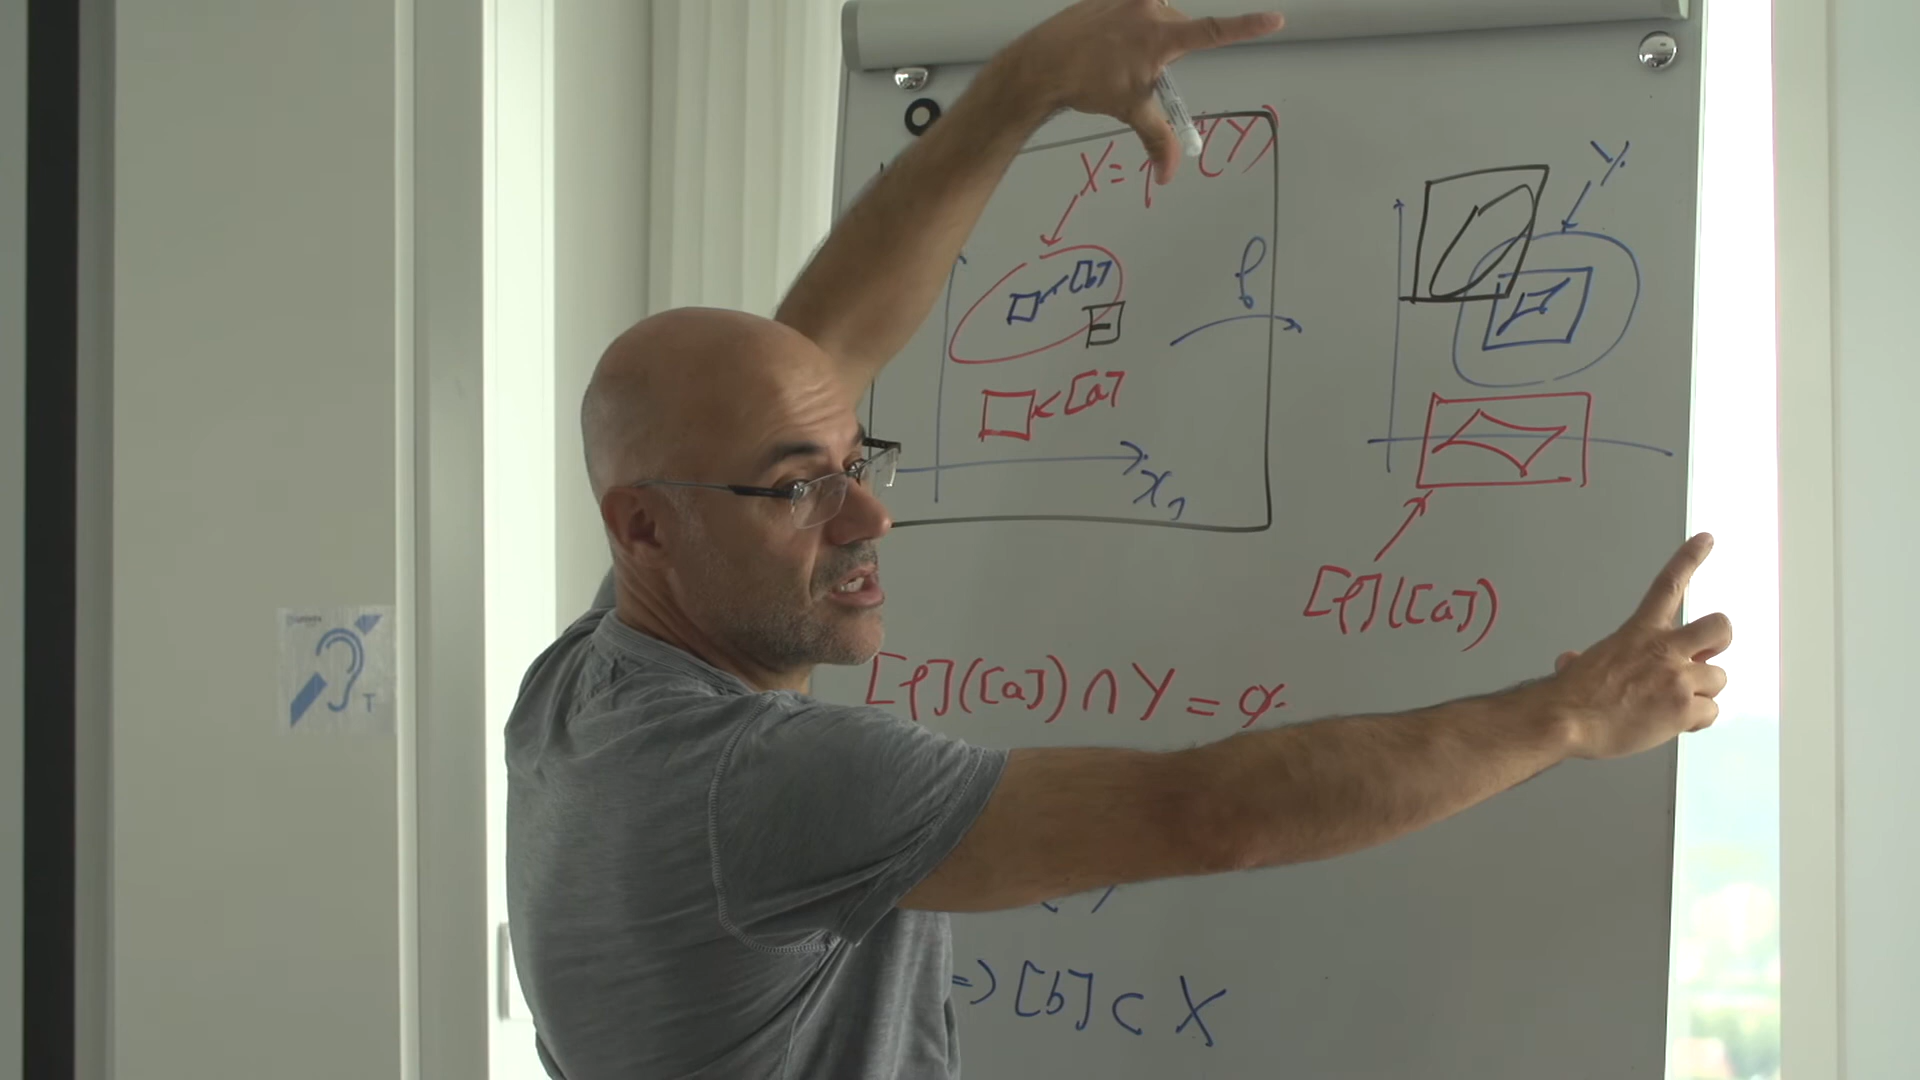 X = f (Y)
Y
[b]
f
[a]
x₁
[f]([a])
[f]([a]) ∩ Y = ∅
=> [b] ⊂ X
T